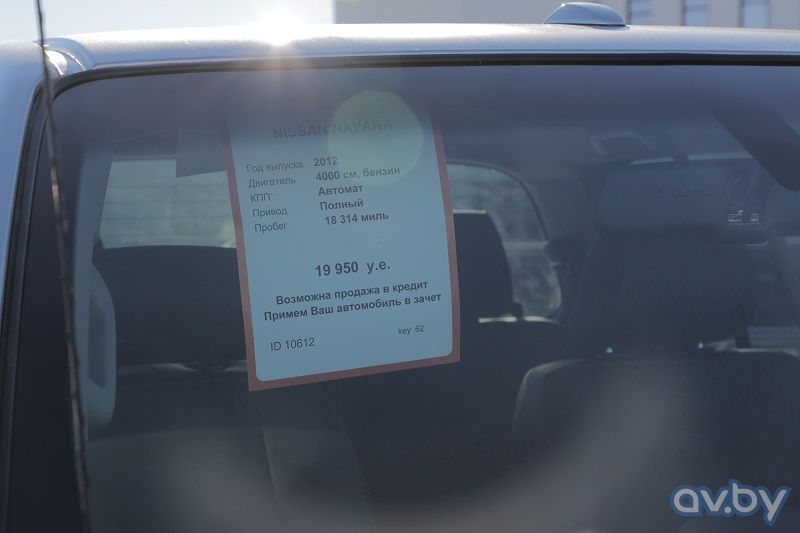 NISSAN NAVARA
Год выпуска 2012
Двигатель 4000 см, бензин
КПП Автомат
Привод Полный
Пробег 18 314 миль
19 950 у.е.
Возможна продажа в кредит
Примем Ваш автомобиль в зачет
ID 10612 key 62
av.by